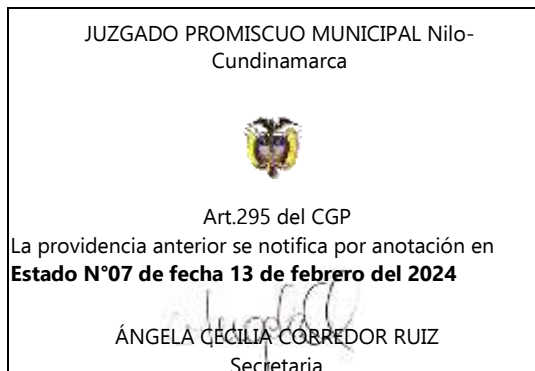 JUZGADO PROMISCUO MUNICIPAL Nilo-
Cundinamarca
Art.295 del CGP
La providencia anterior se notifica por anotación en
Estado N°07 de fecha 13 de febrero del 2024
ÁNGELA CECILIA CORREDOR RUIZ
Secretaria